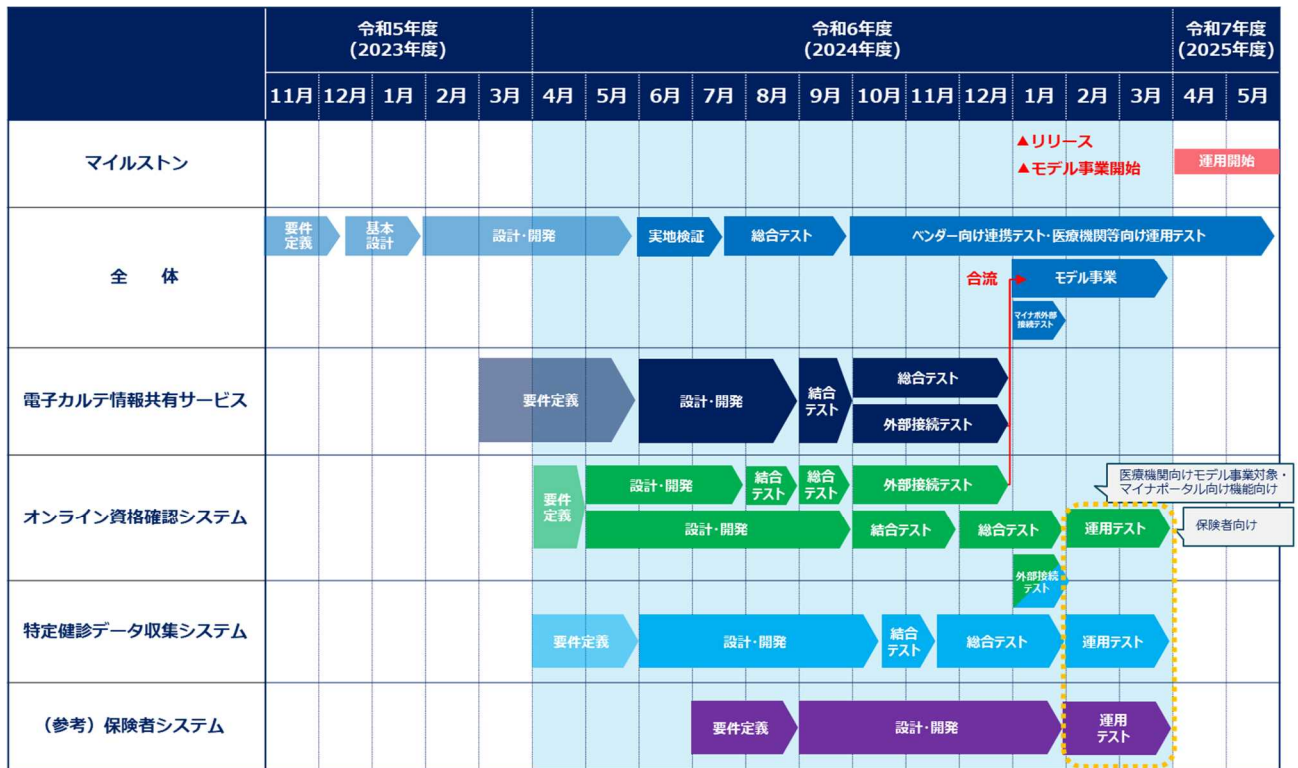 令和5年度
(2023年度)
令和6年度
(2024年度)
令和7年度
(2025年度)
11月 12月 1月 2月 3月 4月 5月 6月 7月 8月 9月 10月 11月 12月 1月 2月 3月 4月 5月
マイルストン
▲リリース
▲モデル事業開始
運用開始
全 体
要件
定義
基本
設計
設計・開発
実地検証
総合テスト
ベンダー向け連携テスト・医療機関等向け運用テスト
合流
モデル事業
マイナポ外部
接続テスト
電子カルテ情報共有サービス
要件定義
設計・開発
結合
テスト
総合テスト
外部接続テスト
オンライン資格確認システム
要件
定義
設計・開発
結合
テスト
総合
テスト
外部接続テスト
医療機関向けモデル事業対象・
マイナポータル向け機能向け
設計・開発
結合テスト
総合テスト
運用テスト
保険者向け
外部接続
テスト
特定健診データ収集システム
要件定義
設計・開発
結合
テスト
総合テスト
運用テスト
（参考）保険者システム
要件定義
設計・開発
運用
テスト